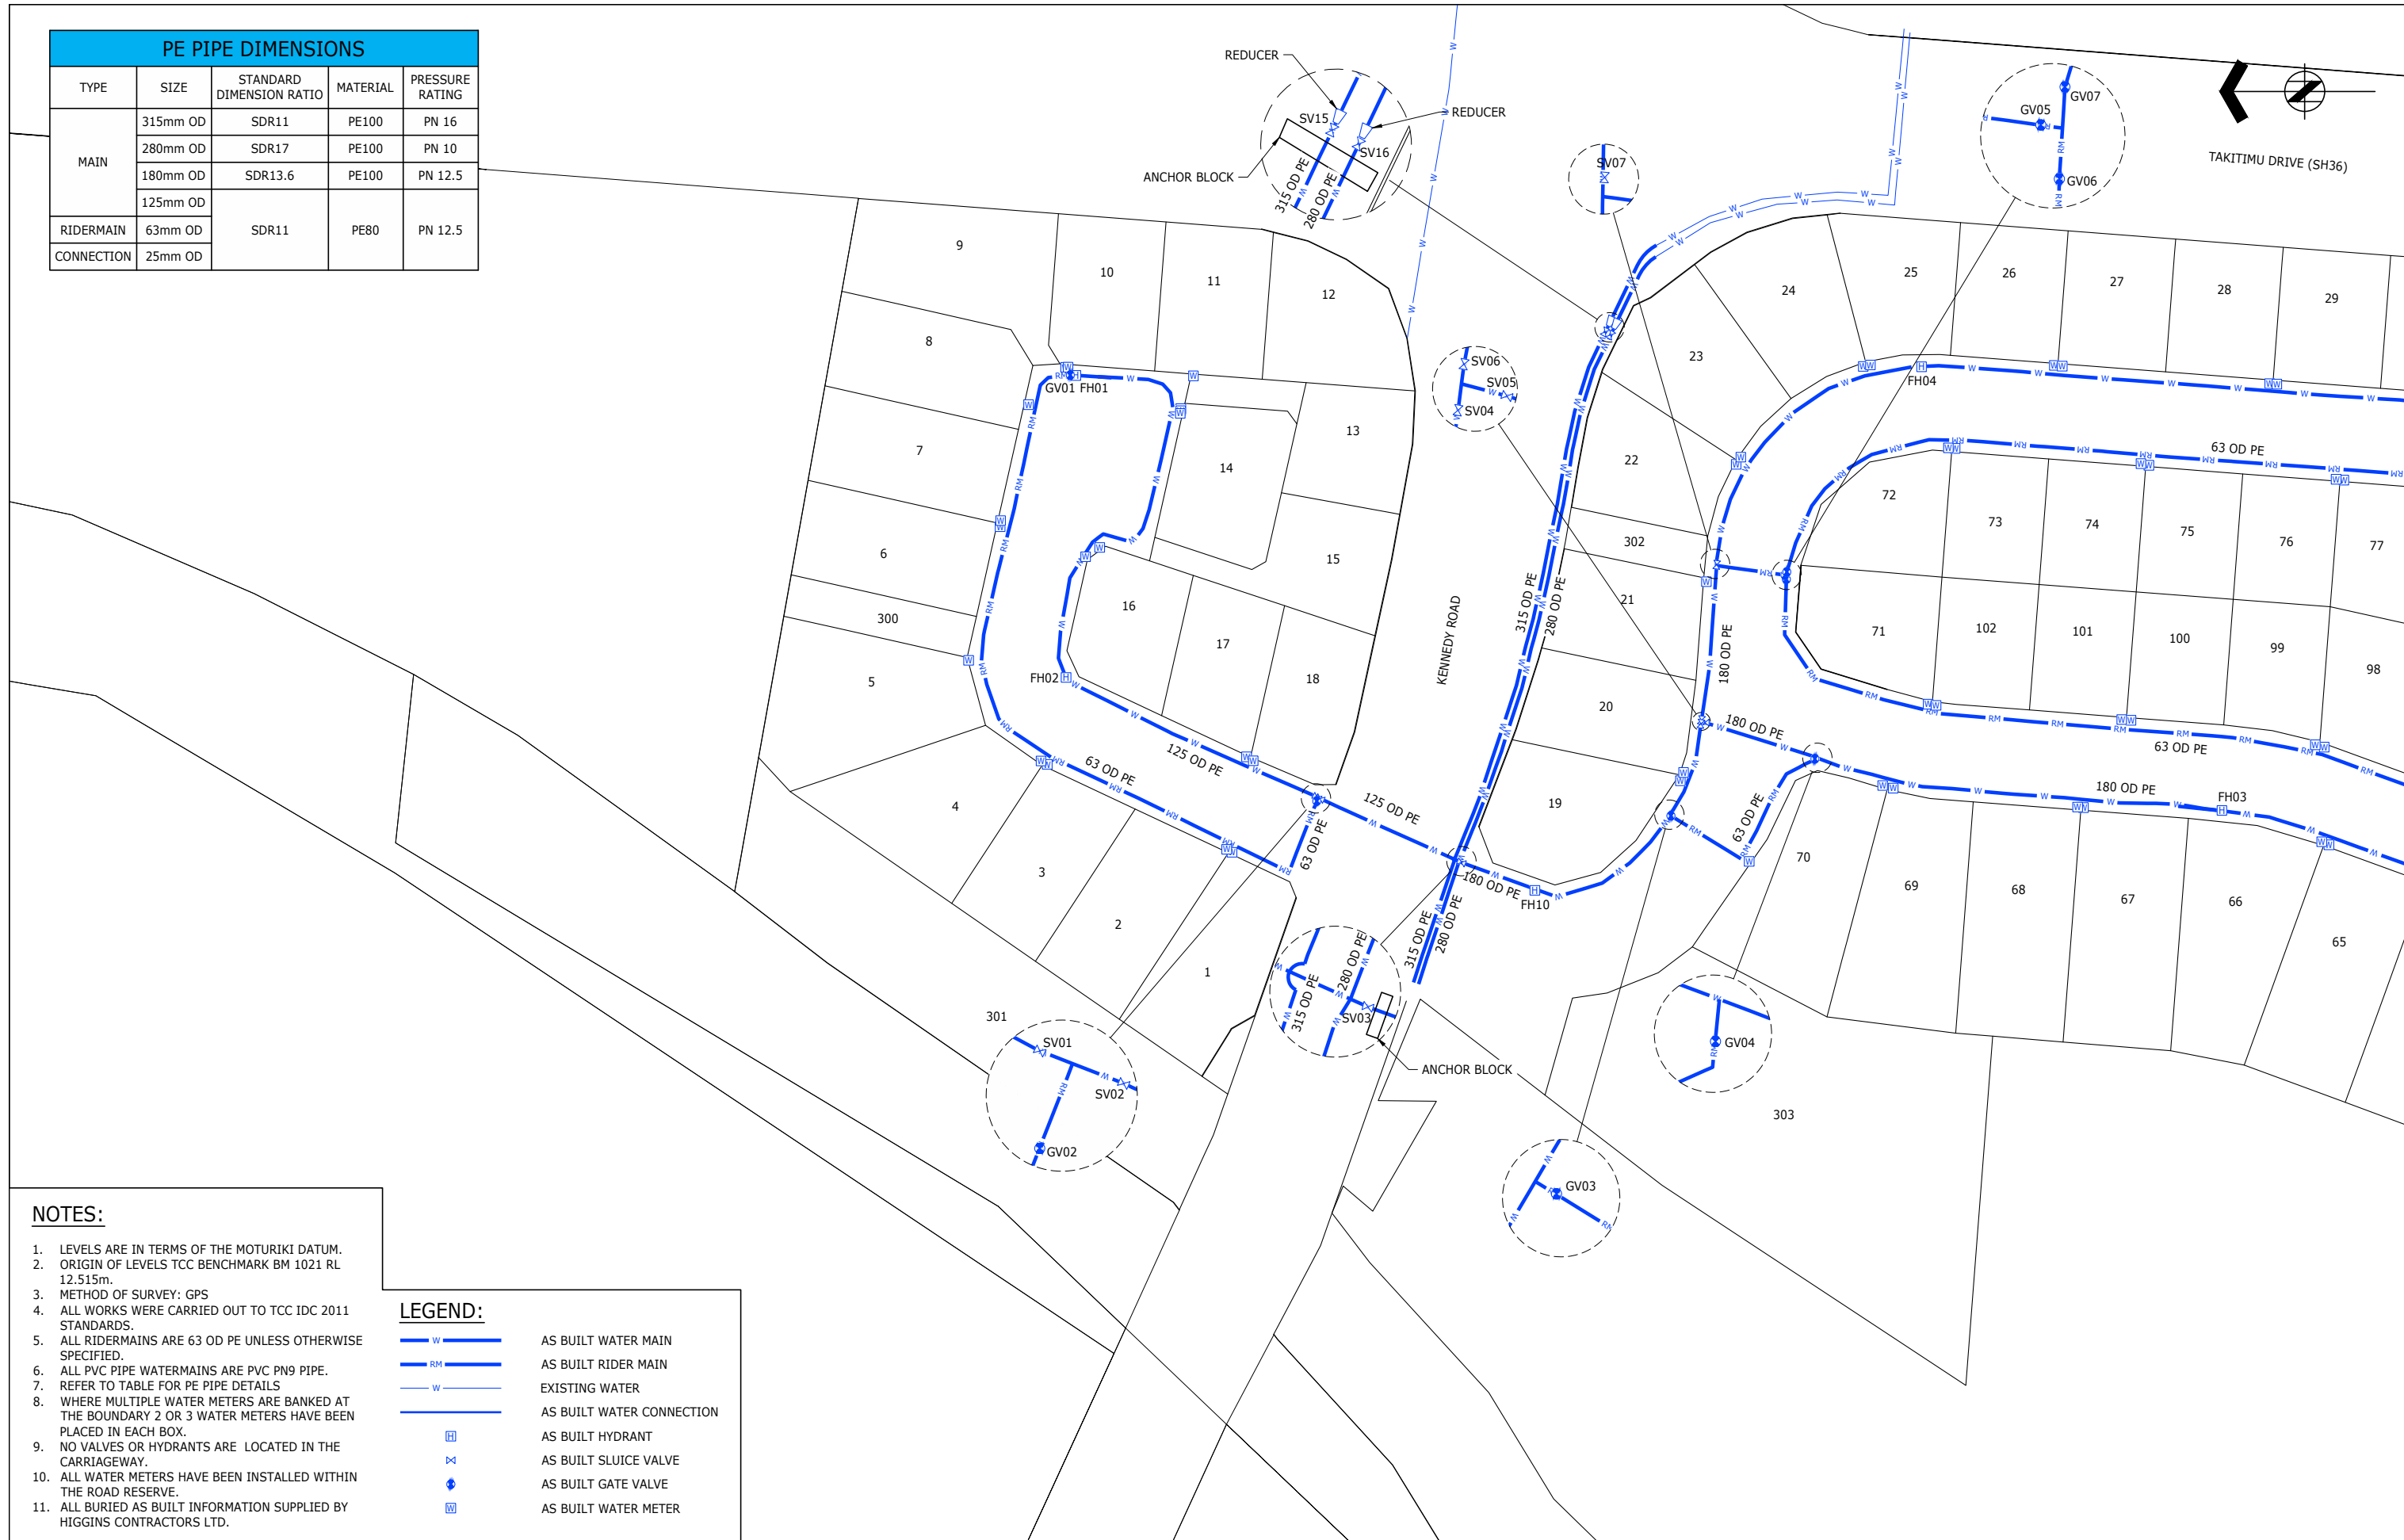 PE PIPE DIMENSIONS
TYPE SIZE STANDARD DIMENSION RATIO MATERIAL PRESSURE RATING
MAIN 315mm OD SDR11 PE100 PN 16
280mm OD SDR17 PE100 PN 10
180mm OD SDR13.6 PE100 PN 12.5
125mm OD
RIDERMAIN 63mm OD SDR11 PE80 PN 12.5
CONNECTION 25mm OD
REDUCER
REDUCER
SV15
SV16
ANCHOR BLOCK
315 OD PE
280 OD PE
SV07
GV05
GV07
GV06
TAKITIMU DRIVE (SH36)
9
10
11
12
8
7
6
300
5
4
3
2
1
301
13
14
15
16
17
18
GV01 FH01
FH02
SV06
SV05
SV04
23
24
25
26
27
28
29
22
302
21
20
19
FH04
63 OD PE
72
73
74
75
76
77
71
102
101
100
99
98
KENNEDY ROAD
315 OD PE
280 OD PE
180 OD PE
180 OD PE
63 OD PE
180 OD PE
FH03
63 OD PE
125 OD PE
63 OD PE
125 OD PE
63 OD PE
180 OD PE
FH10
315 OD PE
280 OD PE
70
69
68
67
66
65
303
315 OD PE
280 OD PE
SV03
ANCHOR BLOCK
SV01
SV02
GV02
GV04
GV03
NOTES:
1. LEVELS ARE IN TERMS OF THE MOTURIKI DATUM.
2. ORIGIN OF LEVELS TCC BENCHMARK BM 1021 RL
12.515m.
3. METHOD OF SURVEY: GPS
4. ALL WORKS WERE CARRIED OUT TO TCC IDC 2011
STANDARDS.
5. ALL RIDERMAINS ARE 63 OD PE UNLESS OTHERWISE
SPECIFIED.
6. ALL PVC PIPE WATERMAINS ARE PVC PN9 PIPE.
7. REFER TO TABLE FOR PE PIPE DETAILS
8. WHERE MULTIPLE WATER METERS ARE BANKED AT
THE BOUNDARY 2 OR 3 WATER METERS HAVE BEEN
PLACED IN EACH BOX.
9. NO VALVES OR HYDRANTS ARE LOCATED IN THE
CARRIAGEWAY.
10. ALL WATER METERS HAVE BEEN INSTALLED WITHIN
THE ROAD RESERVE.
11. ALL BURIED AS BUILT INFORMATION SUPPLIED BY
HIGGINS CONTRACTORS LTD.
LEGEND:
W AS BUILT WATER MAIN
RM AS BUILT RIDER MAIN
W EXISTING WATER
AS BUILT WATER CONNECTION
H AS BUILT HYDRANT
AS BUILT SLUICE VALVE
AS BUILT GATE VALVE
W AS BUILT WATER METER